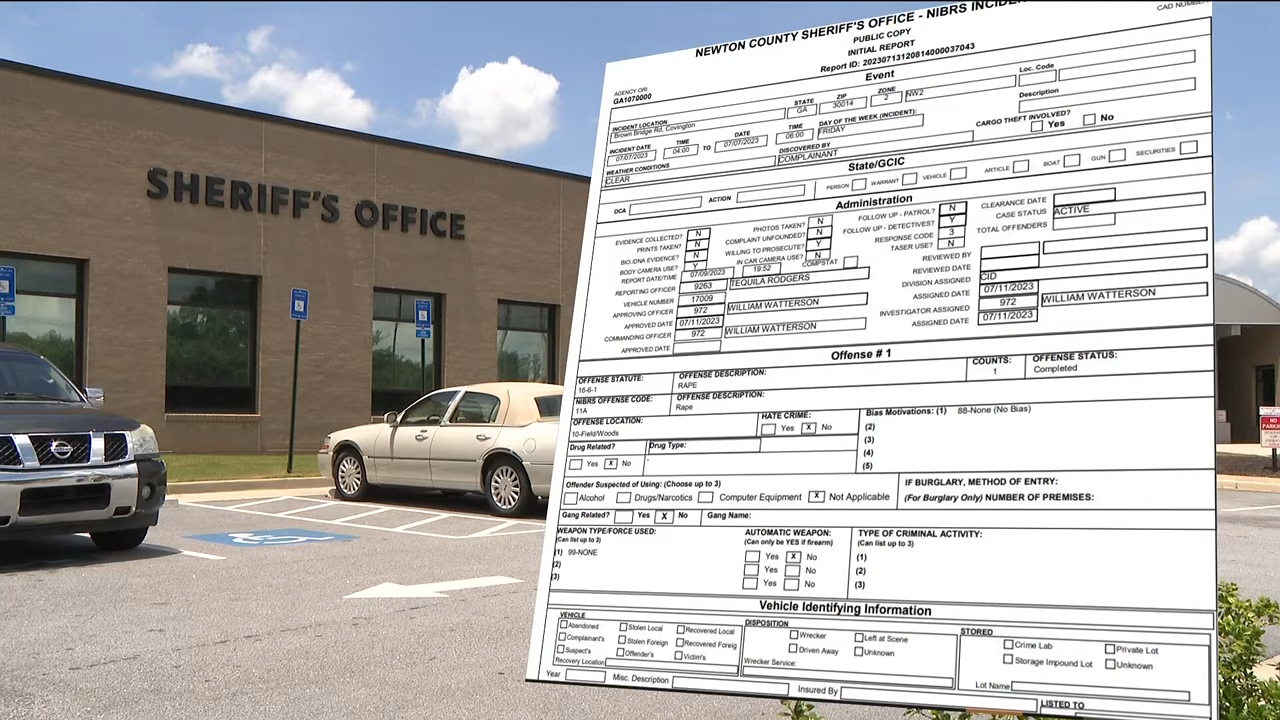 SHERIFF'S OFFICE
NEWTON COUNTY SHERIFF'S OFFICE - NIBRS INCIDE
CAD NUMBE
PUBLIC COPY
INITIAL REPORT
Report ID: 20230713120814000037043
Event
AGENCY ORI
GA1070000
STATE ZIP ZONE Loc. Code
GA 30014 2 NW2
INCIDENT LOCATION
Brown Bridge Rd, Covington
Description
INCIDENT DATE TIME TO DATE TIME DAY OF THE WEEK (INCIDENT): CARGO THEFT INVOLVED?
07/07/2023 04:00 07/07/2023 06:00 FRIDAY Yes No
WEATHER CONDITIONS DISCOVERED BY
CLEAR COMPLAINANT
State/GCIC
OCA ACTION PERSON WARRANT VEHICLE ARTICLE BOAT GUN SECURITIES
Administration
EVIDENCE COLLECTED? N PHOTOS TAKEN? N FOLLOW UP - PATROL? N CLEARANCE DATE
PRINTS TAKEN? N COMPLAINT UNFOUNDED? N FOLLOW UP - DETECTIVES? Y CASE STATUS ACTIVE
BIO./DNA EVIDENCE? N WILLING TO PROSECUTE? Y RESPONSE CODE 3 TOTAL OFFENDERS
BODY CAMERA USE? Y IN CAR CAMERA USE? N TASER USE? N
REPORT DATE/TIME 07/09/2023 19:52 COMPSTAT REVIEWED BY
REPORTING OFFICER 9263 TEQUILA RODGERS REVIEWED DATE
VEHICLE NUMBER 17009 DIVISION ASSIGNED CID
APPROVING OFFICER 972 WILLIAM WATTERSON ASSIGNED DATE 07/11/2023
APPROVED DATE 07/11/2023 INVESTIGATOR ASSIGNED 972 WILLIAM WATTERSON
COMMANDING OFFICER 972 WILLIAM WATTERSON ASSIGNED DATE 07/11/2023
APPROVED DATE
Offense # 1
OFFENSE STATUTE: OFFENSE DESCRIPTION: COUNTS: OFFENSE STATUS:
16-6-1 RAPE 1 Completed
NIBRS OFFENSE CODE: OFFENSE DESCRIPTION:
11A Rape
OFFENSE LOCATION: HATE CRIME: Bias Motivations: (1) 88-None (No Bias)
10-Field/Woods Yes X No (2)
Drug Related? Drug Type: (3)
(4)
Yes X No - (5)
Offender Suspected of Using: (Choose up to 3) IF BURGLARY, METHOD OF ENTRY:
Alcohol Drugs/Narcotics Computer Equipment X Not Applicable (For Burglary Only) NUMBER OF PREMISES:
Gang Related? Yes X No Gang Name:
WEAPON TYPE/FORCE USED: AUTOMATIC WEAPON: TYPE OF CRIMINAL ACTIVITY:
(Can list up to 3) (Can only be YES if firearm) (Can list up to 3)
(1) 99-NONE Yes X No (1)
(2) Yes No (2)
(3) Yes No (3)
Vehicle Identifying Information
VEHICLE DISPOSITION STORED
Abandoned Stolen Local Recovered Local Wrecker Left at Scene Crime Lab Private Lot
Complainant's Stolen Foreign Recovered Foreig Driven Away Unknown Storage Impound Lot Unknown
Suspect's Offender's Victim's
Recovery Location Wrecker Service: Lot Name
Year Misc. Description Insured By LISTED TO
NO
PARKING